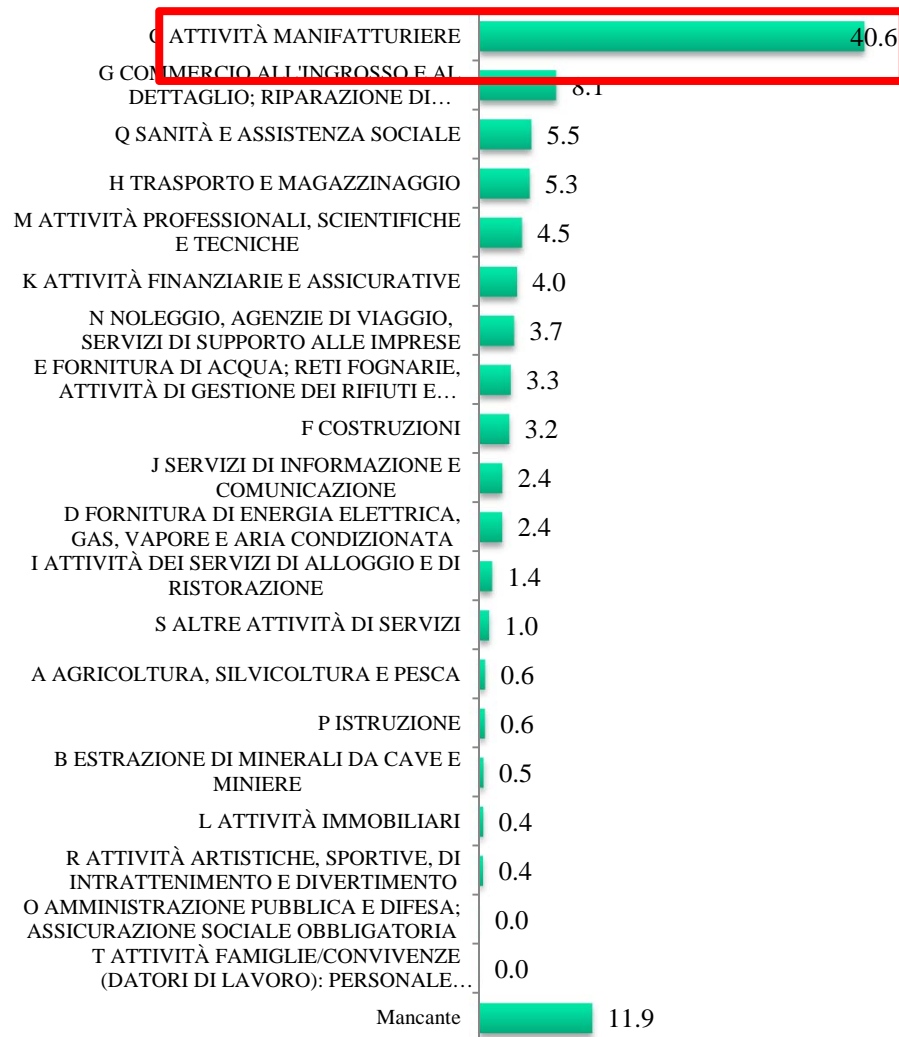 C ATTIVITÀ MANIFATTURIERE 40.6
G COMMERCIO ALL'INGROSSO E AL
DETTAGLIO; RIPARAZIONE DI… 8.1
Q SANITÀ E ASSISTENZA SOCIALE 5.5
H TRASPORTO E MAGAZZINAGGIO 5.3
M ATTIVITÀ PROFESSIONALI, SCIENTIFICHE
E TECNICHE 4.5
K ATTIVITÀ FINANZIARIE E ASSICURATIVE 4.0
N NOLEGGIO, AGENZIE DI VIAGGIO,
SERVIZI DI SUPPORTO ALLE IMPRESE 3.7
E FORNITURA DI ACQUA; RETI FOGNARIE,
ATTIVITÀ DI GESTIONE DEI RIFIUTI E… 3.3
F COSTRUZIONI 3.2
J SERVIZI DI INFORMAZIONE E
COMUNICAZIONE 2.4
D FORNITURA DI ENERGIA ELETTRICA,
GAS, VAPORE E ARIA CONDIZIONATA 2.4
I ATTIVITÀ DEI SERVIZI DI ALLOGGIO E DI
RISTORAZIONE 1.4
S ALTRE ATTIVITÀ DI SERVIZI 1.0
A AGRICOLTURA, SILVICOLTURA E PESCA 0.6
P ISTRUZIONE 0.6
B ESTRAZIONE DI MINERALI DA CAVE E
MINIERE 0.5
L ATTIVITÀ IMMOBILIARI 0.4
R ATTIVITÀ ARTISTICHE, SPORTIVE, DI
INTRATTENIMENTO E DIVERTIMENTO 0.4
O AMMINISTRAZIONE PUBBLICA E DIFESA;
ASSICURAZIONE SOCIALE OBBLIGATORIA 0.0
T ATTIVITÀ FAMIGLIE/CONVIVENZE
(DATORI DI LAVORO): PERSONALE… 0.0
Mancante 11.9